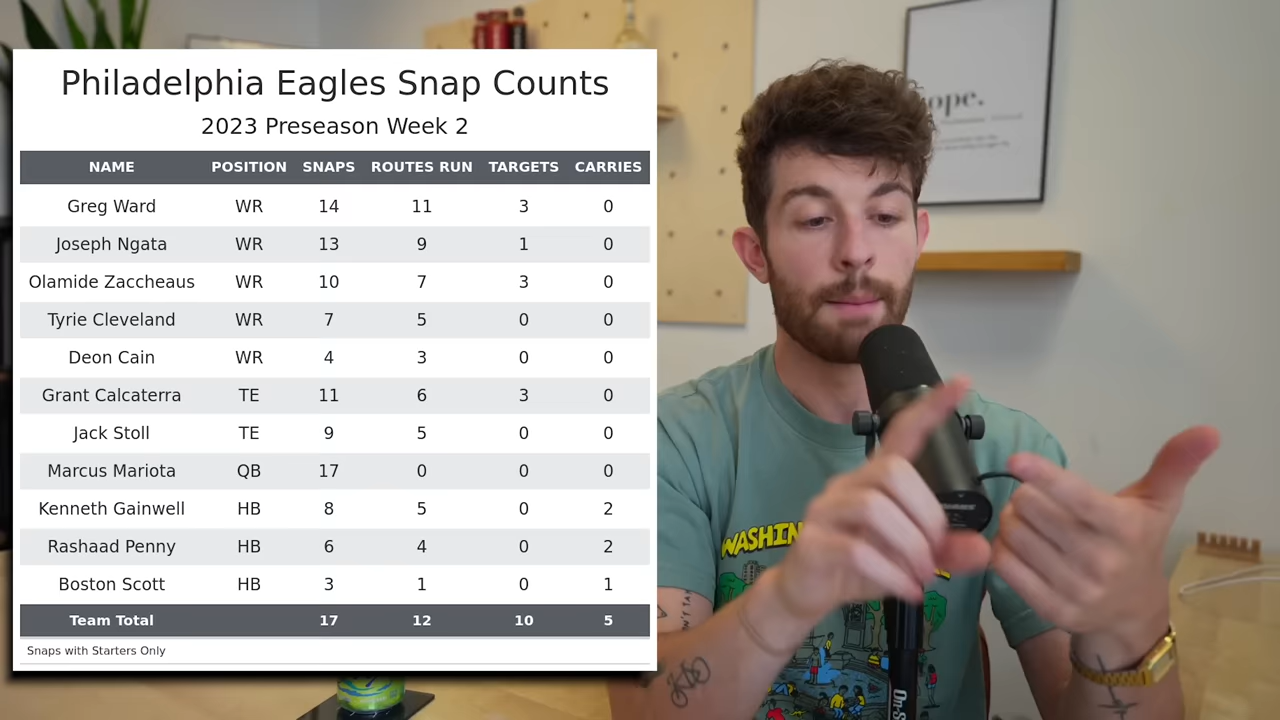 Philadelphia Eagles Snap Counts
2023 Preseason Week 2
NAME POSITION SNAPS ROUTES RUN TARGETS CARRIES
Greg Ward WR 14 11 3 0
Joseph Ngata WR 13 9 1 0
Olamide Zaccheaus WR 10 7 3 0
Tyrie Cleveland WR 7 5 0 0
Deon Cain WR 4 3 0 0
Grant Calcaterra TE 11 6 3 0
Jack Stoll TE 9 5 0 0
Marcus Mariota QB 17 0 0 0
Kenneth Gainwell HB 8 5 0 2
Rashaad Penny HB 6 4 0 2
Boston Scott HB 3 1 0 1
Team Total 17 12 10 5
Snaps with Starters Only
ope.
WASHIN